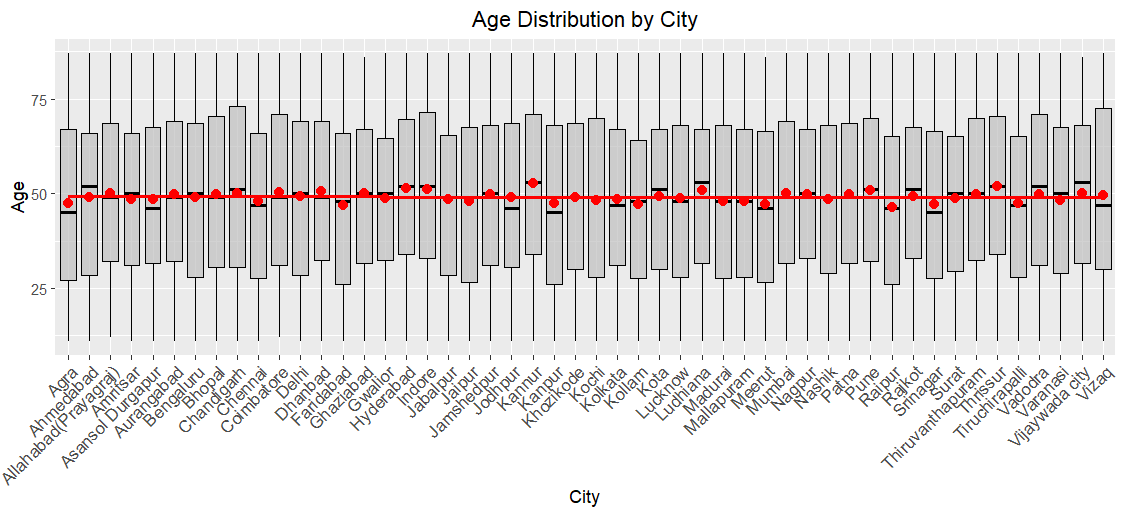 Age Distribution by City
Age
75
50
25
Agra
Ahmedabad
Allahabad(Prayagraj)
Amritsar
Asansol Durgapur
Aurangabad
Bengaluru
Bhopal
Chandigarh
Chennai
Coimbatore
Delhi
Dhanbad
Faridabad
Ghaziabad
Gwalior
Hyderabad
Indore
Jabalpur
Jaipur
Jamshedpur
Jodhpur
Kannur
Kanpur
Khozikode
Kochi
Kolkata
Kollam
Kota
Lucknow
Ludhiana
Madurai
Mallapuram
Meerut
Mumbai
Nagpur
Nashik
Patna
Pune
Raipur
Rajkot
Srinagar
Surat
Thiruvanthapuram
Thrissur
Tiruchirapalli
Vadodra
Varanasi
Vijaywada city
Vizaq
City